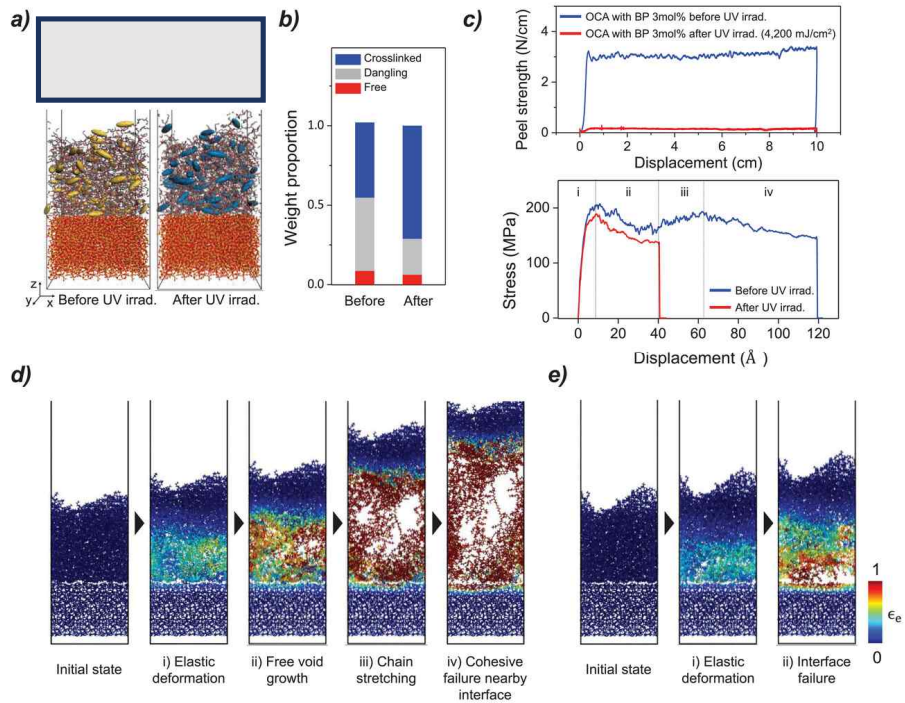 a)
z
y
x
Before UV irrad.
After UV irrad.
b)
Crosslinked
Dangling
Free
Weight proportion
1.0
0.5
0.0
Before
After
c)
OCA with BP 3mol% before UV irrad.
OCA with BP 3mol% after UV irrad. (4,200 mJ/cm²)
Peel strength (N/cm)
4
2
0
0 2 4 6 8 10
Displacement (cm)
i ii iii iv
Stress (MPa)
200
100
0
Before UV irrad.
After UV irrad.
0 20 40 60 80 100 120
Displacement (Å)
d)
Initial state
i) Elastic
deformation
ii) Free void
growth
iii) Chain
stretching
iv) Cohesive
failure nearby
interface
e)
Initial state
i) Elastic
deformation
ii) Interface
failure
1
ϵe
0